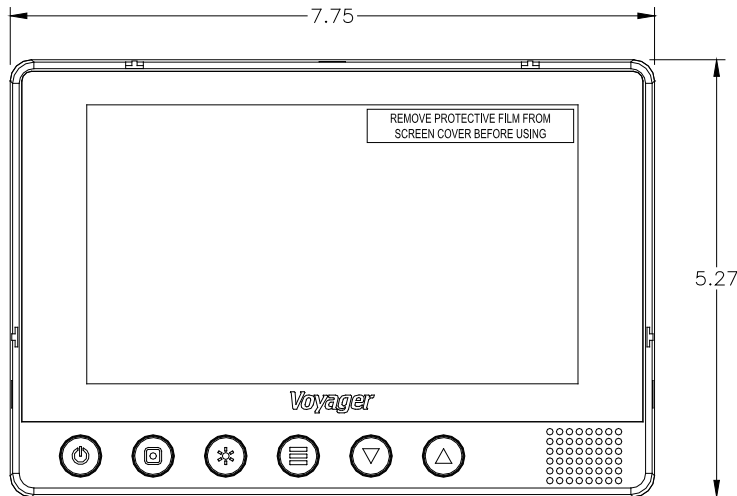 7.75
REMOVE PROTECTIVE FILM FROM
SCREEN COVER BEFORE USING
5.27
Voyager